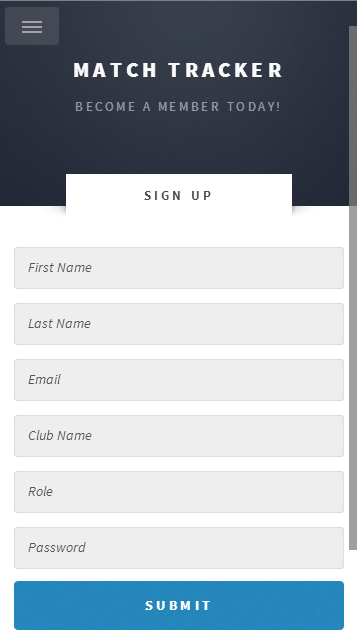 MATCH TRACKER
BECOME A MEMBER TODAY!
SIGN UP
First Name
Last Name
Email
Club Name
Role
Password
SUBMIT